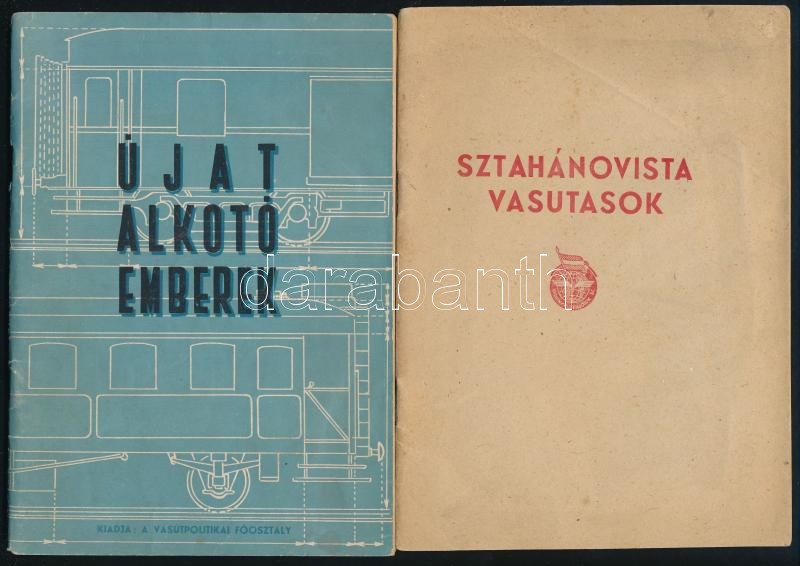 ÚJAT
ALKOTÓ
EMBEREK
KIADJA: A VASÚTPOLITIKAI FŐOSZTÁLY
SZTAHÁNOVISTA
VASUTASOK
darabanth